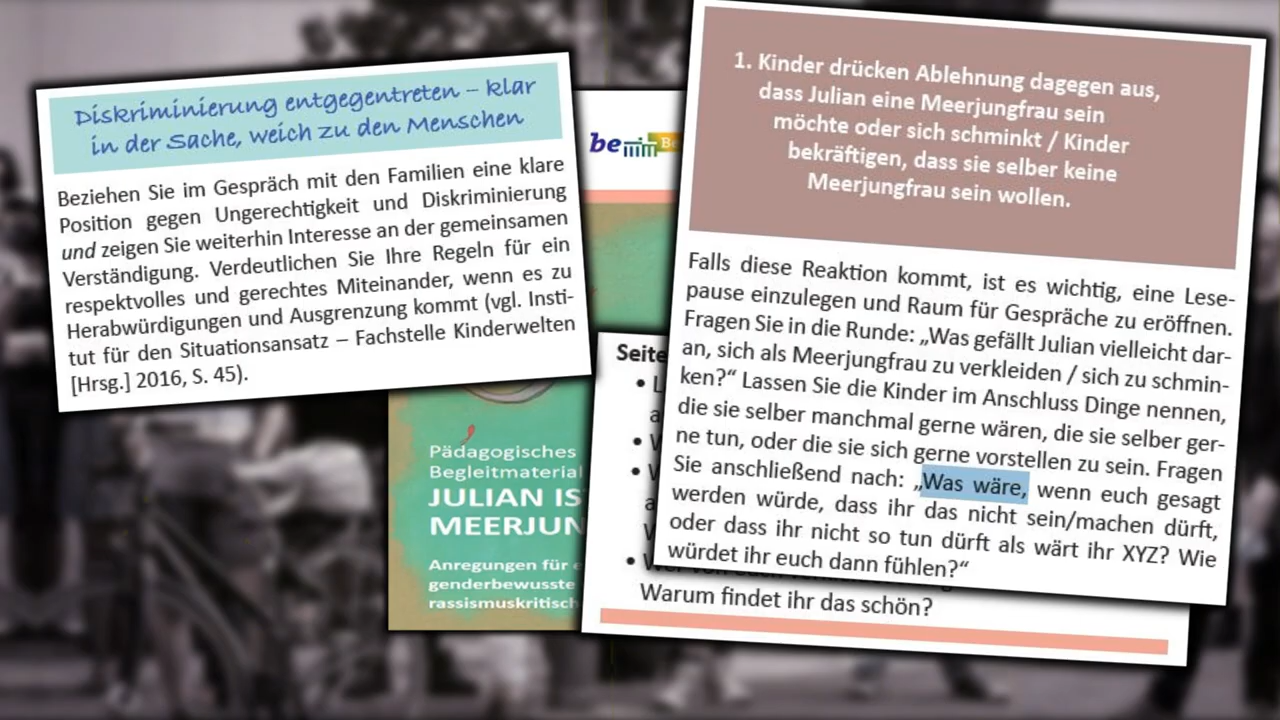 Diskriminierung entgegentreten – klar
in der Sache, weich zu den Menschen
Beziehen Sie im Gespräch mit den Familien eine klare
Position gegen Ungerechtigkeit und Diskriminierung
und zeigen Sie weiterhin Interesse an der gemeinsamen
Verständigung. Verdeutlichen Sie Ihre Regeln für ein
respektvolles und gerechtes Miteinander, wenn es zu
Herabwürdigungen und Ausgrenzung kommt (vgl. Insti-
tut für den Situationsansatz – Fachstelle Kinderwelten
[Hrsg.] 2016, S. 45).
be
Pädagogisches
Begleitmaterial
JULIAN IS
MEERJUN
Anregungen für e
genderbewusste
rassismuskritisch
Seite
Warum findet ihr das schön?
1. Kinder drücken Ablehnung dagegen aus,
dass Julian eine Meerjungfrau sein
möchte oder sich schminkt / Kinder
bekräftigen, dass sie selber keine
Meerjungfrau sein wollen.
Falls diese Reaktion kommt, ist es wichtig, eine Lese-
pause einzulegen und Raum für Gespräche zu eröffnen.
Fragen Sie in die Runde: „Was gefällt Julian vielleicht dar-
an, sich als Meerjungfrau zu verkleiden / sich zu schmin-
ken?“ Lassen Sie die Kinder im Anschluss Dinge nennen,
die sie selber manchmal gerne wären, die sie selber ger-
ne tun, oder die sie sich gerne vorstellen zu sein. Fragen
Sie anschließend nach: „Was wäre, wenn euch gesagt
werden würde, dass ihr das nicht sein/machen dürft,
oder dass ihr nicht so tun dürft als wärt ihr XYZ? Wie
würdet ihr euch dann fühlen?“